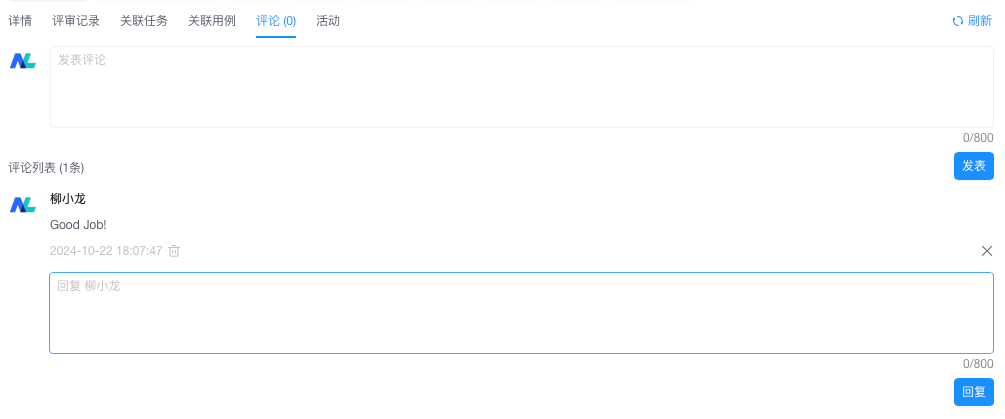 详情 评审记录 关联任务 关联用例 评论 (0) 活动 刷新
发表评论
0/800
评论列表 (1条) 发表
柳小龙
Good Job!
2024-10-22 18:07:47
回复 柳小龙
0/800
回复